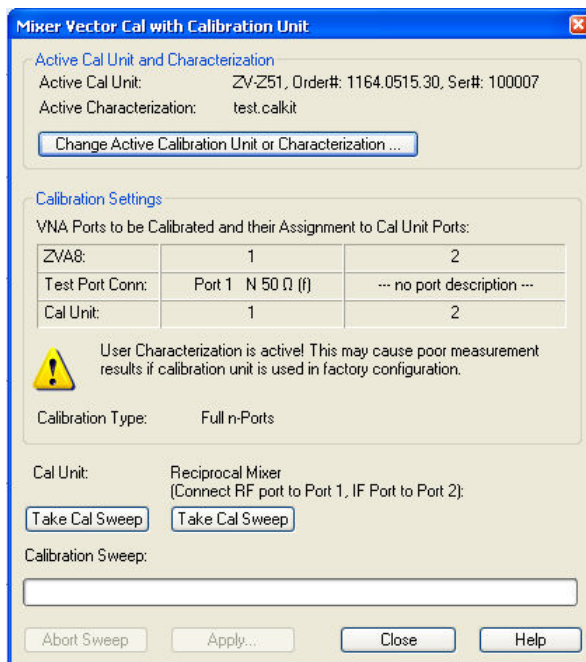 Mixer Vector Cal with Calibration Unit
Active Cal Unit and Characterization
Active Cal Unit: ZV-Z51, Order#: 1164.0515.30, Ser#: 100007
Active Characterization: test.calkit
Change Active Calibration Unit or Characterization ...
Calibration Settings
VNA Ports to be Calibrated and their Assignment to Cal Unit Ports:
ZVA8: 1 2
Test Port Conn: Port 1 N 50 Ω (f) --- no port description ---
Cal Unit: 1 2
User Characterization is active! This may cause poor measurement
results if calibration unit is used in factory configuration.
Calibration Type: Full n-Ports
Cal Unit: Reciprocal Mixer
(Connect RF port to Port 1, IF Port to Port 2):
Take Cal Sweep Take Cal Sweep
Calibration Sweep:
Abort Sweep Apply... Close Help